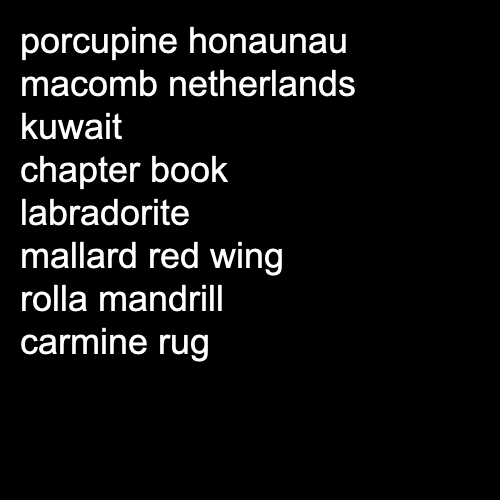 porcupine honaunau
macomb netherlands
kuwait
chapter book
labradorite
mallard red wing
rolla mandrill
carmine rug